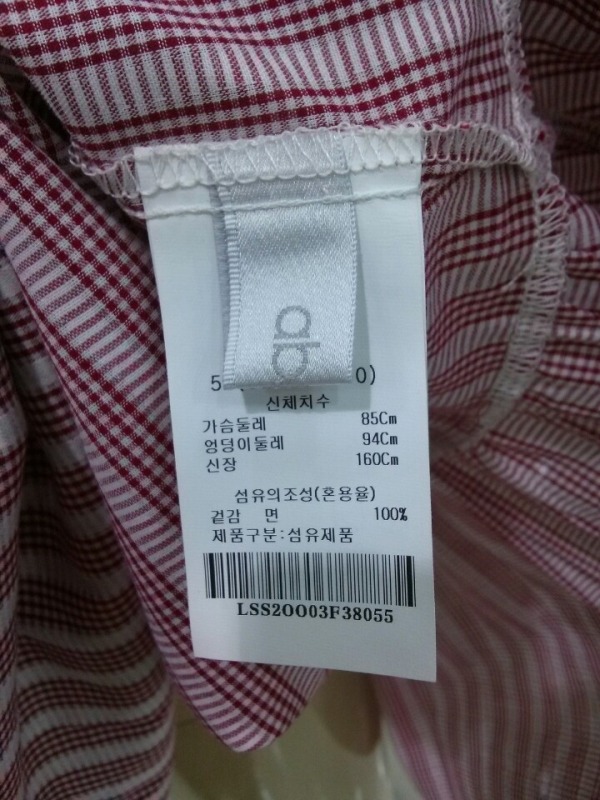 신체치수
가슴둘레 85Cm
엉덩이둘레 94Cm
신장 160Cm
섬유의조성(혼용율)
겉감 면 100%
제품구분:섬유제품
LSS2OO03F38055